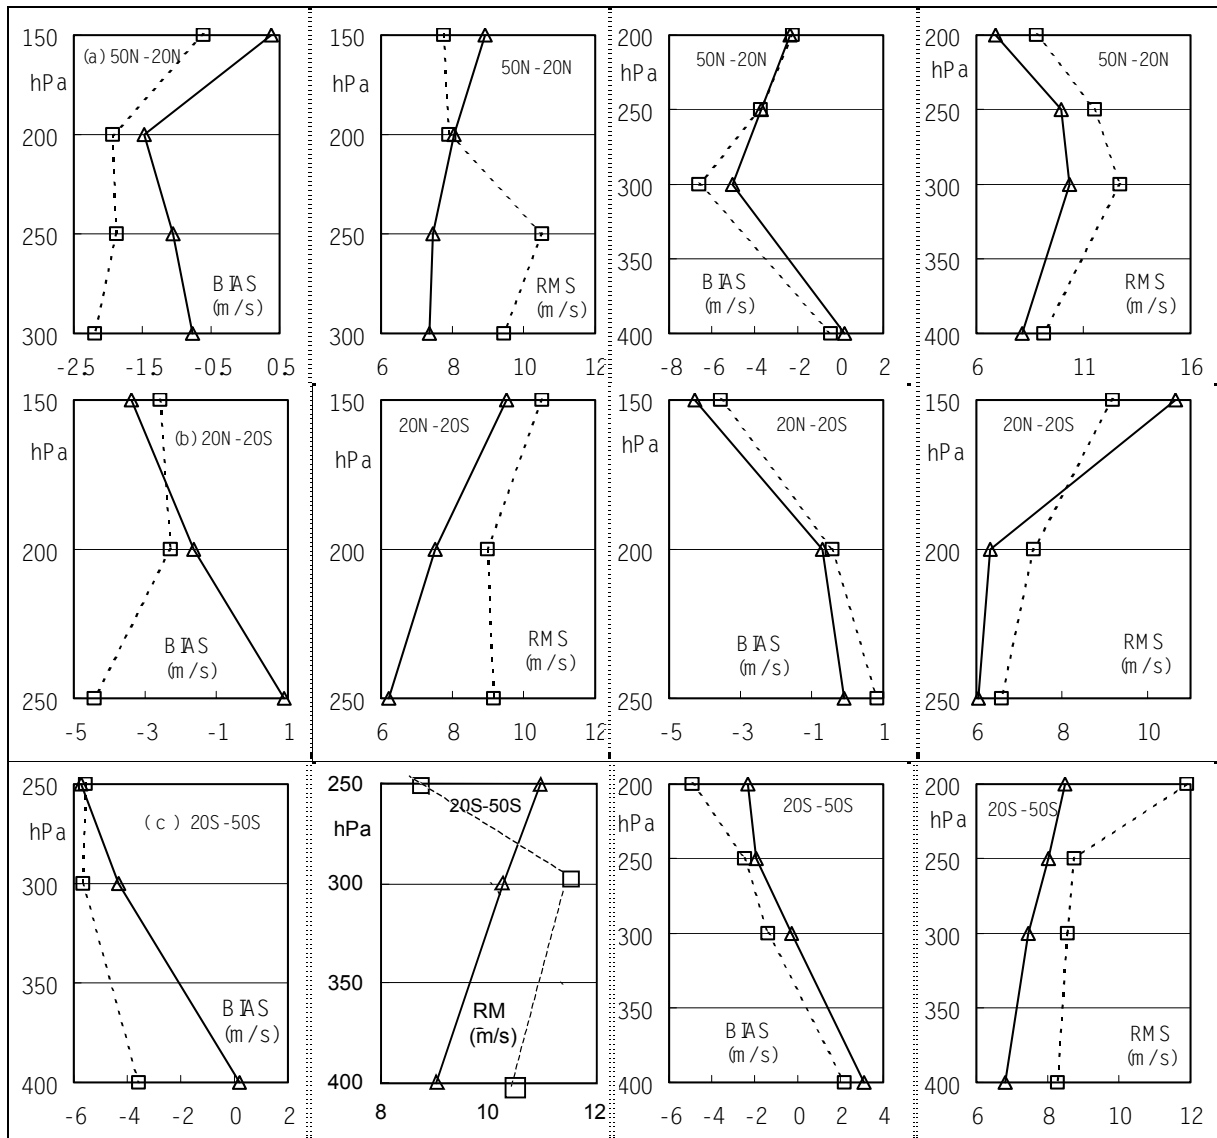 150
hPa
200
250
300
(a) 50N-20N
BIAS
(m/s)
-2.5 -1.5 -0.5 0.5
150
hPa
200
250
300
50N-20N
RMS
(m/s)
6 8 10 12
200
hPa
250
300
350
400
50N-20N
BIAS
(m/s)
-8 -6 -4 -2 0 2
200
hPa
250
300
350
400
50N-20N
RMS
(m/s)
6 11 16
150
hPa
200
250
(b) 20N-20S
BIAS
(m/s)
-5 -3 -1 1
150
hPa
200
250
20N-20S
RMS
(m/s)
6 8 10 12
150
hPa
200
250
20N-20S
BIAS
(m/s)
-5 -3 -1 1
150
hPa
200
250
20N-20S
RMS
(m/s)
6 8 10
250
hPa
300
350
400
(c) 20S-50S
BIAS
(m/s)
-6 -4 -2 0 2
250
hPa
300
350
400
20S-50S
RM
(m/s)
8 10 12
200
hPa
250
300
350
400
20S-50S
BIAS
(m/s)
-6 -4 -2 0 2 4
200
hPa
250
300
350
400
20S-50S
RMS
(m/s)
6 8 10 12